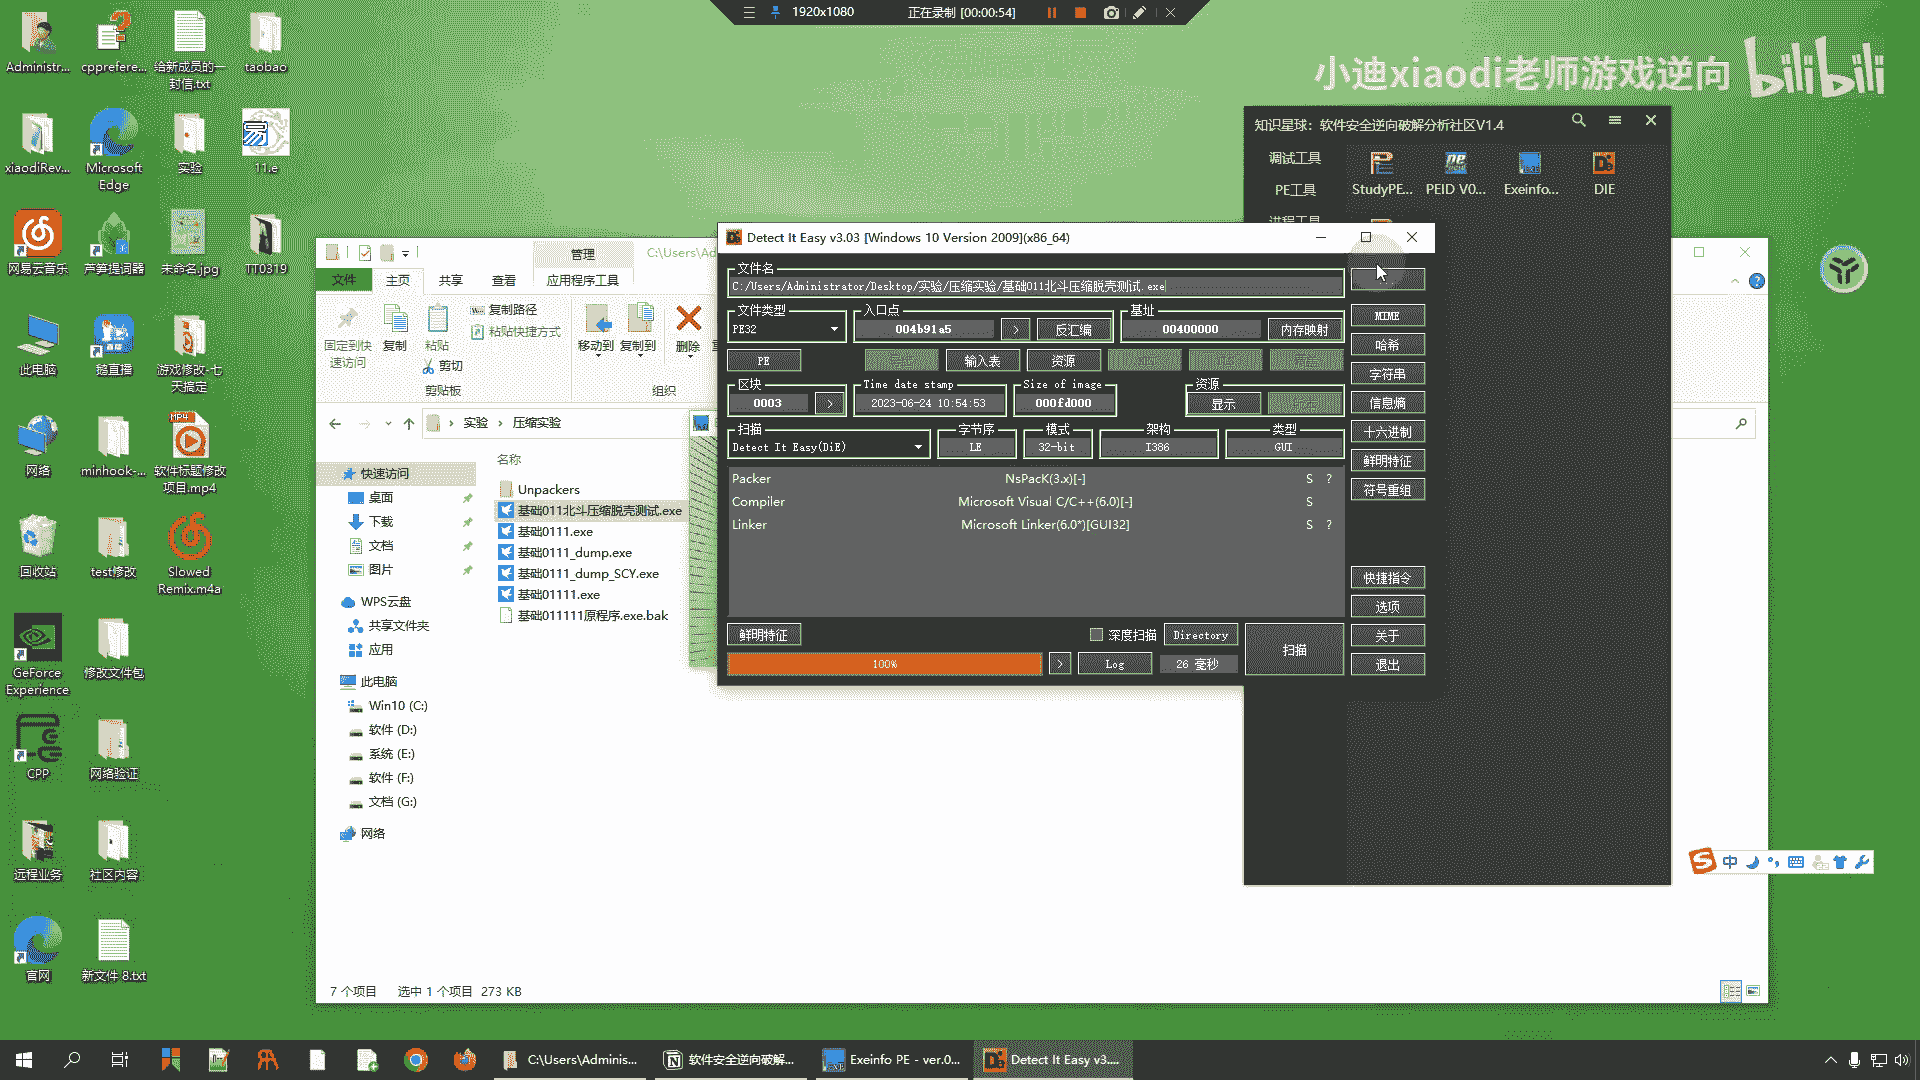 1920x1080
正在录制 [00:00:54]
小迪xiaodi老师游戏逆向
bilibili
Administr...
cpprefere...
给新成员的一
封信.txt
taobao
xiaodiRev...
Microsoft
Edge
实验
11.e
网易云音乐
芦笋提词器
未命名.jpg
TT0319
此电脑
游戏修改-七
天搞定
网络
minhook-...
软件标题修改
项目.mp4
回收站
test修改
Slowed
Remix.m4a
GeForce
Experience
修改文件包
CPP
网络验证
远程业务
社区内容
官网
新文件 8.txt
知识星球：软件安全逆向破解分析社区V1.4
调试工具
PE工具
进程工具
StudyPE...
PEID V0...
Exeinfo...
DIE
管理
C:\Users\Ad
文件
主页
共享
查看
应用程序工具
固定到快
速访问
复制
粘贴
复制路径
粘贴快捷方式
剪切
剪贴板
移动到
复制到
删除
组织
实验
压缩实验
快速访问
桌面
下载
文档
图片
WPS云盘
共享文件夹
应用
此电脑
Win10 (C:)
软件 (D:)
系统 (E:)
软件 (F:)
文档 (G:)
网络
名称
Unpackers
基础011北斗压缩脱壳测试.exe
基础0111.exe
基础0111_dump.exe
基础0111_dump_SCY.exe
基础01111.exe
基础011111原程序.exe.bak
7 个项目
选中 1 个项目 273 KB
Detect It Easy v3.03 [Windows 10 Version 2009](x86_64)
文件名
C:/Users/Administrator/Desktop/实验/压缩实验/基础011北斗压缩脱壳测试.exe
文件类型
PE32
入口点
004b91a5
>
反汇编
基址
00400000
内存映射
MIME
哈希
字符串
信息熵
十六进制
鲜明特征
符号重组
PE
输入表
资源
区块
0003
>
Time date stamp
2023-06-24 10:54:53
Size of image
000fd000
资源
显示
扫描
Detect It Easy(DiE)
字节序
LE
模式
32-bit
架构
I386
类型
GUI
Packer NsPacK(3.x)[-] S ?
Compiler Microsoft Visual C/C++(6.0)[-] S
Linker Microsoft Linker(6.0*)[GUI32] S ?
快捷指令
选项
关于
退出
鲜明特征
深度扫描
Directory
扫描
100%
>
Log
26 毫秒
中
C:\Users\Adminis...
软件安全逆向破解...
Exeinfo PE - ver.0...
Detect It Easy v3....